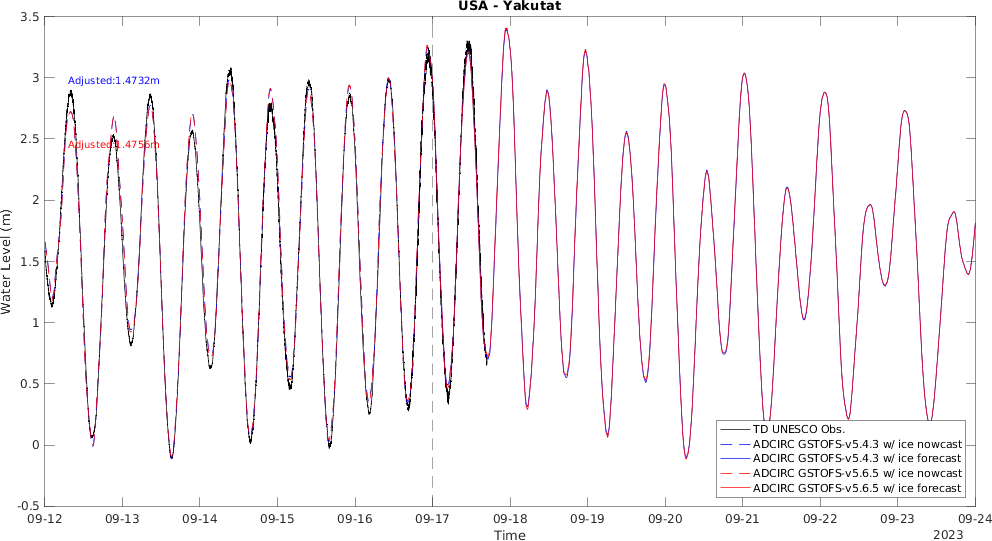 USA - Yakutat
3.5
3
2.5
2
1.5
1
0.5
0
-0.5
Water Level (m)
Adjusted:1.4732m
Adjusted:1.4756m
TD UNESCO Obs.
ADCIRC GSTOFS-v5.4.3 w/ ice nowcast
ADCIRC GSTOFS-v5.4.3 w/ ice forecast
ADCIRC GSTOFS-v5.6.5 w/ ice nowcast
ADCIRC GSTOFS-v5.6.5 w/ ice forecast
09-12 09-13 09-14 09-15 09-16 09-17 09-18 09-19 09-20 09-21 09-22 09-23 09-24
Time
2023